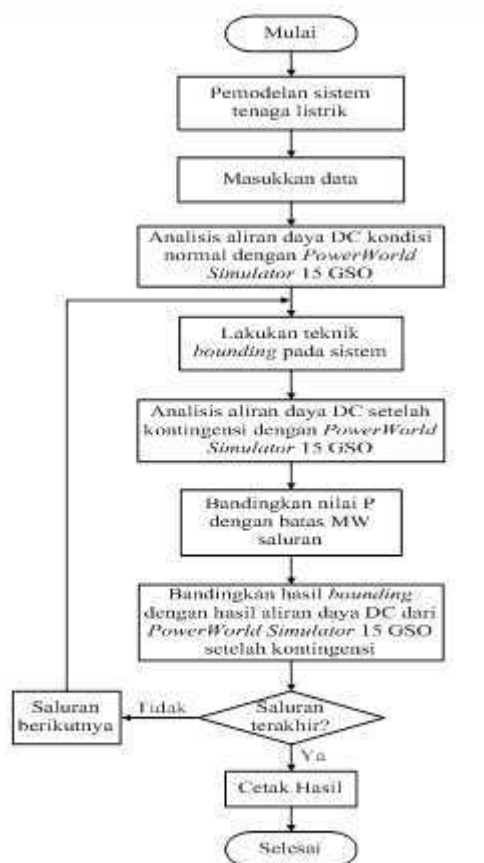 Mulai
Pemodelan sistem
tenaga listrik
Masukkan data
Analisis aliran daya DC kondisi
normal dengan PowerWorld
Simulator 15 GSO
Lakukan teknik
bounding pada sistem
Analisis aliran daya DC setelah
kontingensi dengan PowerWorld
Simulator 15 GSO
Bandingkan nilai P
dengan batas MW
saluran
Bandingkan hasil bounding
dengan hasil aliran daya DC dari
PowerWorld Simulator 15 GSO
setelah kontingensi
Saluran
terakhir?
Tidak
Saluran
berikutnya
Ya
Cetak Hasil
Selesai